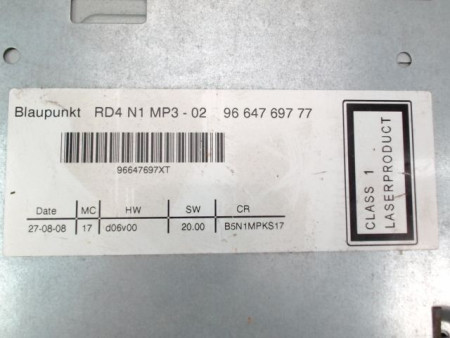 Blaupunkt RD4 N1 MP3 - 02 96 647 697 77
96647697XT
Date MC HW SW CR
27-08-08 17 d06v00 20.00 B5N1MPKS17
CLASS 1
LASERPRODUCT